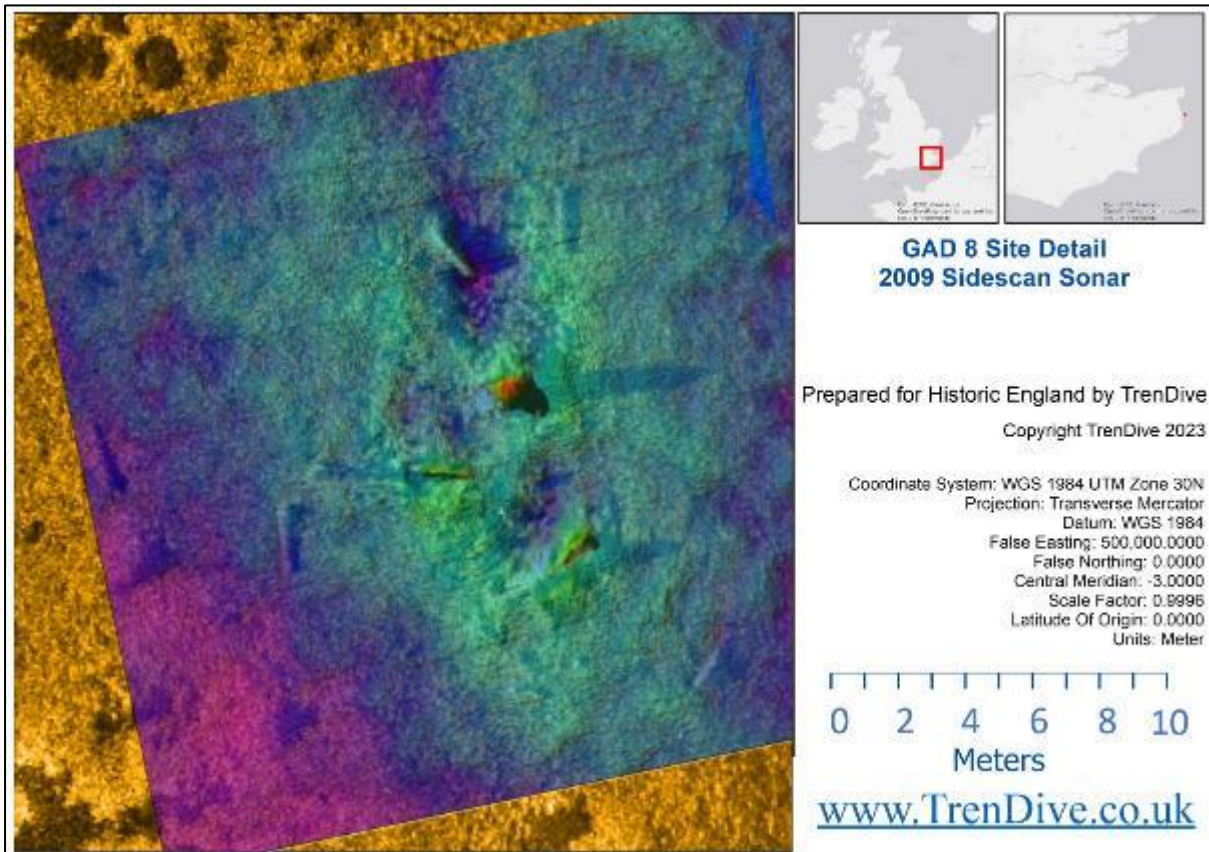 GAD 8 Site Detail
2009 Sidescan Sonar
Prepared for Historic England by TrenDive
Copyright TrenDive 2023
Coordinate System: WGS 1984 UTM Zone 30N
Projection: Transverse Mercator
Datum: WGS 1984
False Easting: 500,000.0000
False Northing: 0.0000
Central Meridian: -3.0000
Scale Factor: 0.9996
Latitude Of Origin: 0.0000
Units: Meter
0 2 4 6 8 10
Meters
www.TrenDive.co.uk